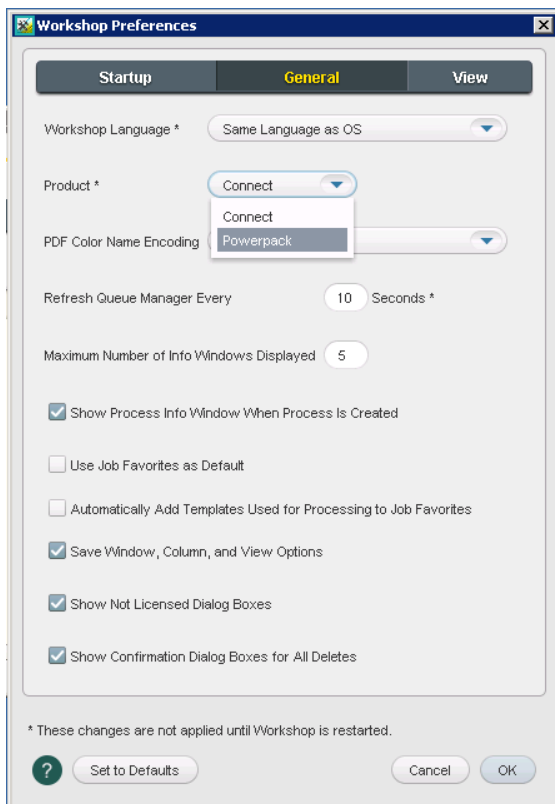 Workshop Preferences
Startup General View
Workshop Language * Same Language as OS
Product * Connect
Connect
PDF Color Name Encoding Powerpack
Refresh Queue Manager Every 10 Seconds *
Maximum Number of Info Windows Displayed 5
Show Process Info Window When Process Is Created
Use Job Favorites as Default
Automatically Add Templates Used for Processing to Job Favorites
Save Window, Column, and View Options
Show Not Licensed Dialog Boxes
Show Confirmation Dialog Boxes for All Deletes
* These changes are not applied until Workshop is restarted.
? Set to Defaults Cancel OK